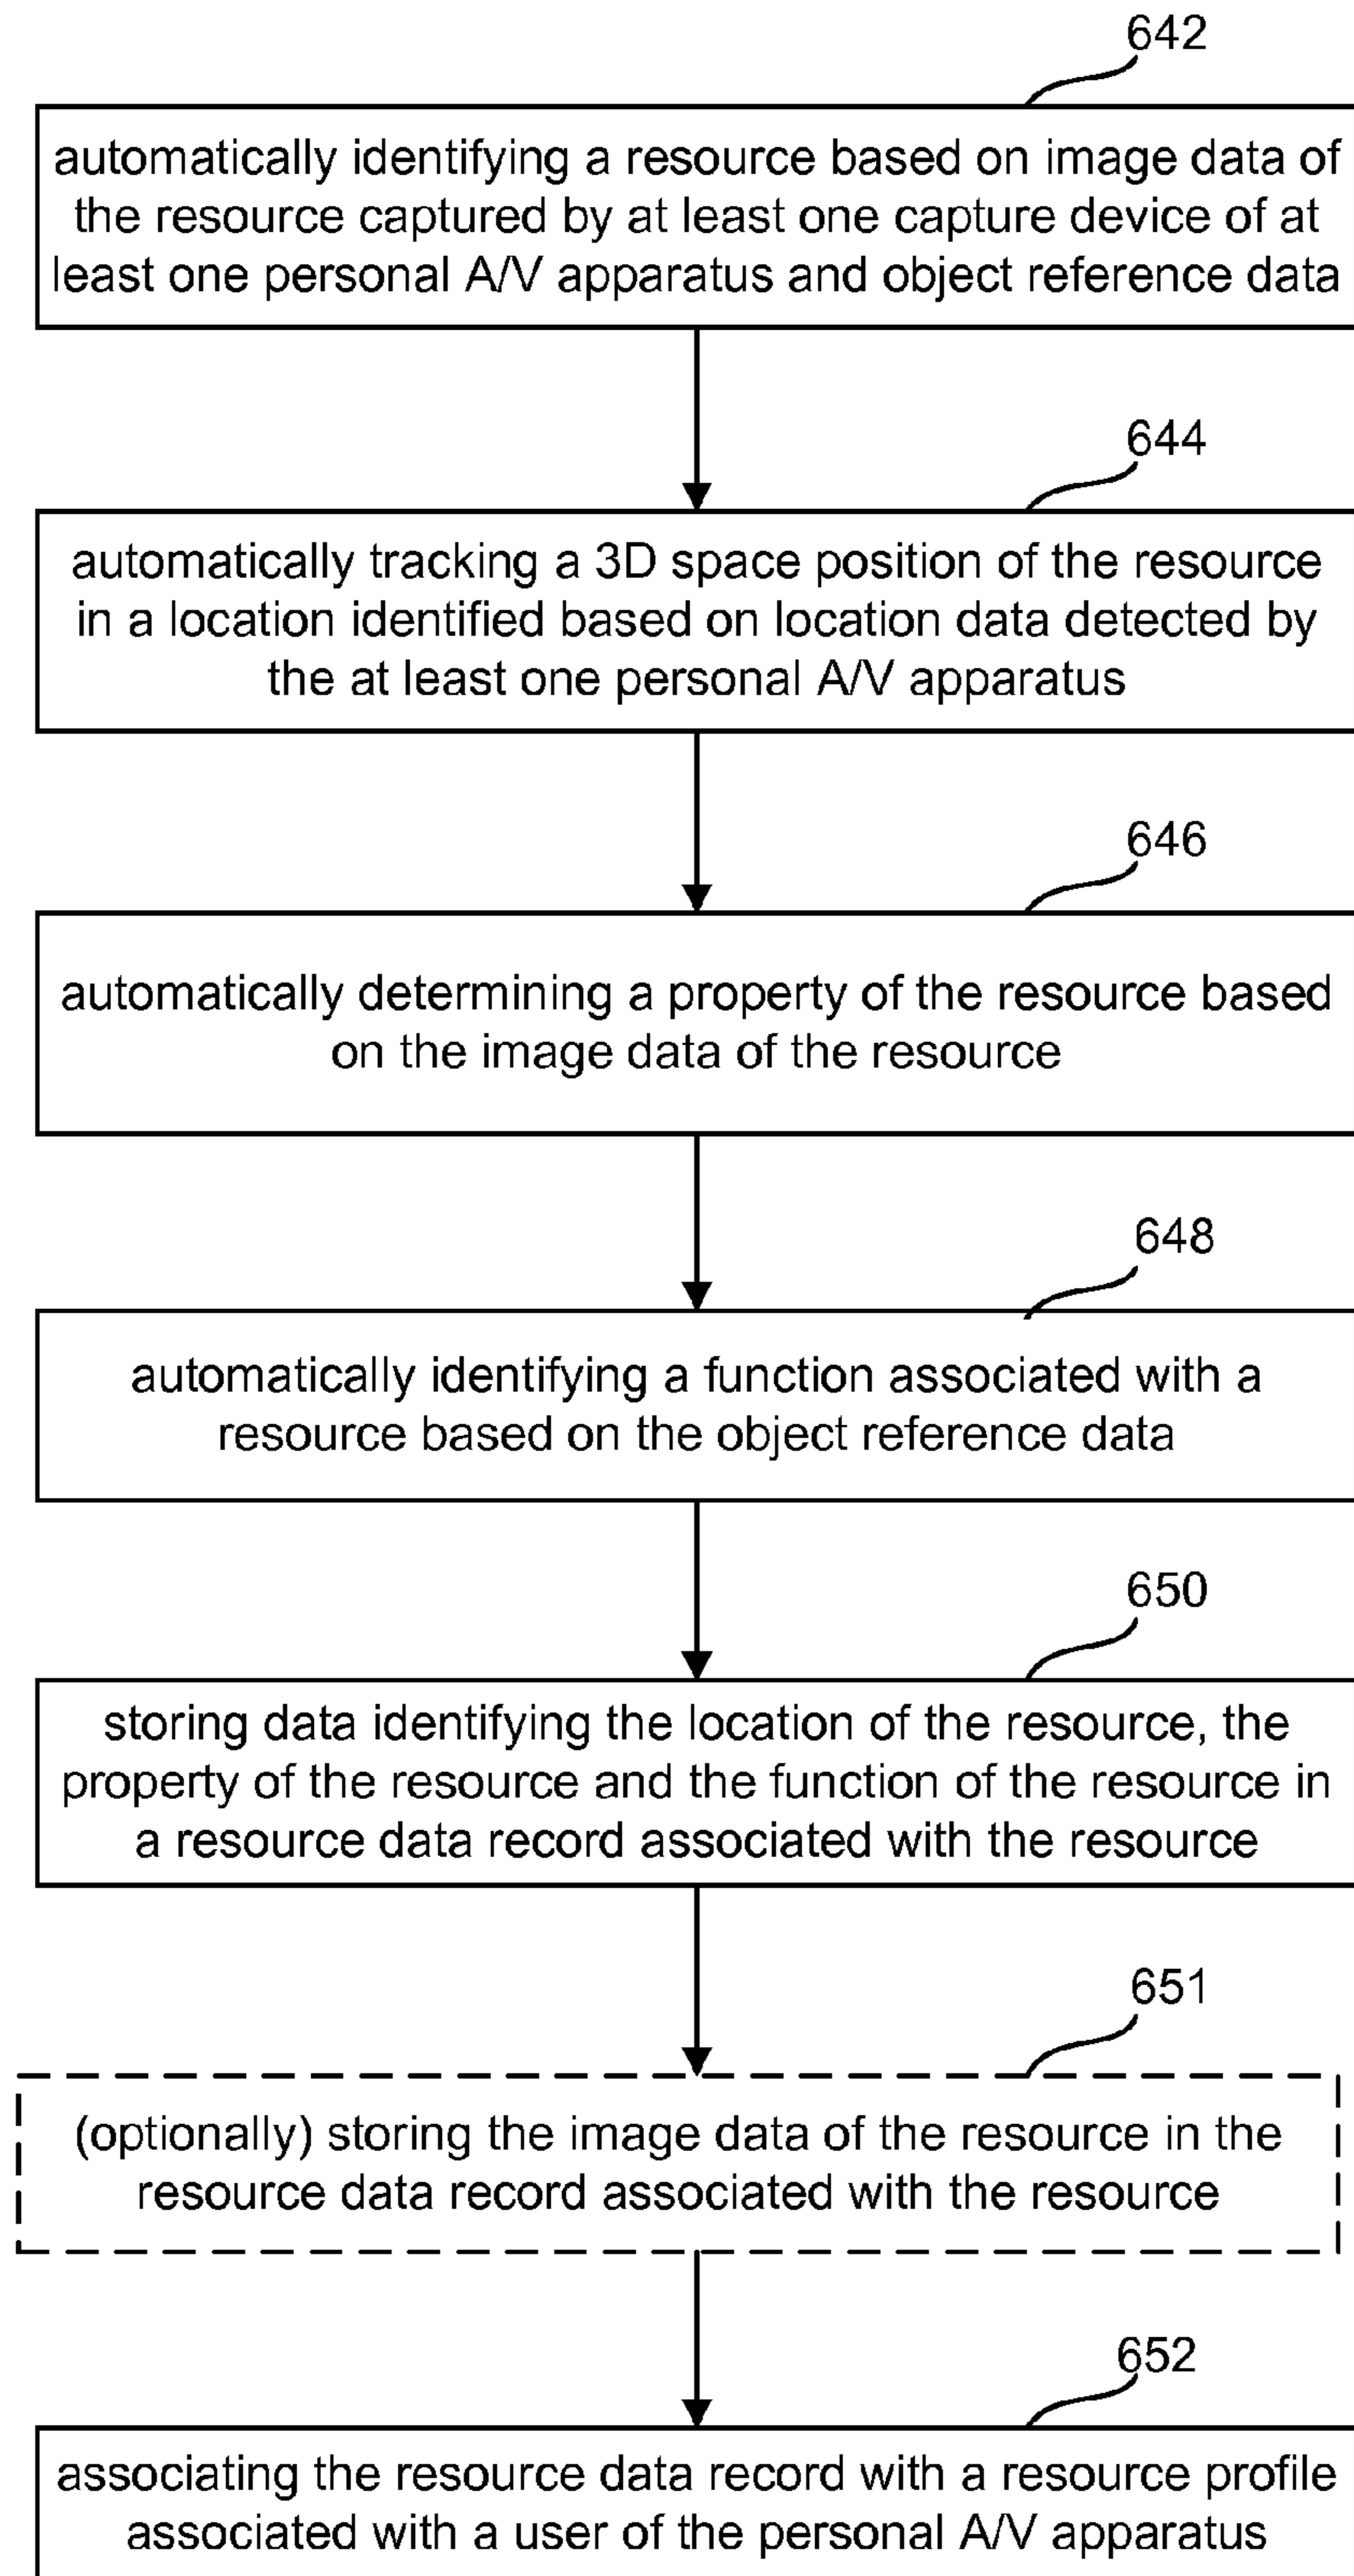 642
automatically identifying a resource based on image data of
the resource captured by at least one capture device of at
least one personal A/V apparatus and object reference data
644
automatically tracking a 3D space position of the resource
in a location identified based on location data detected by
the at least one personal A/V apparatus
646
automatically determining a property of the resource based
on the image data of the resource
648
automatically identifying a function associated with a
resource based on the object reference data
650
storing data identifying the location of the resource, the
property of the resource and the function of the resource in
a resource data record associated with the resource
651
(optionally) storing the image data of the resource in the
resource data record associated with the resource
652
associating the resource data record with a resource profile
associated with a user of the personal A/V apparatus